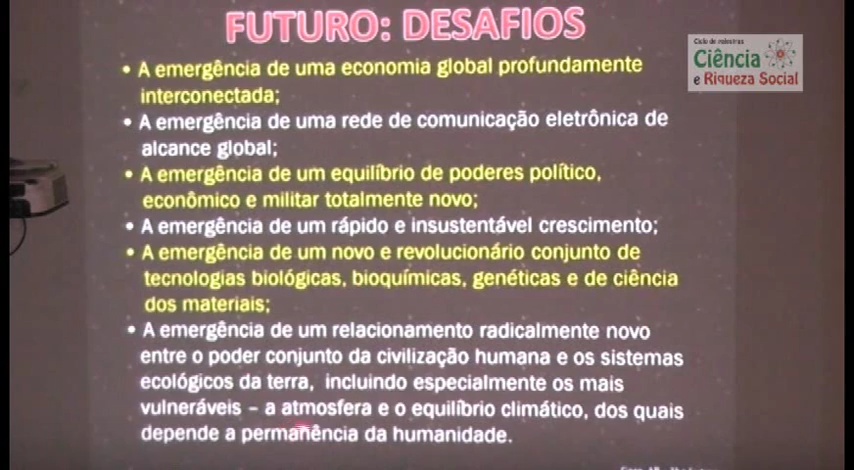 FUTURO: DESAFIOS
Ciclo de palestras
Ciência
e Riqueza Social
• A emergência de uma economia global profundamente
interconectada;
• A emergência de uma rede de comunicação eletrônica de
alcance global;
• A emergência de um equilíbrio de poderes político,
econômico e militar totalmente novo;
• A emergência de um rápido e insustentável crescimento;
• A emergência de um novo e revolucionário conjunto de
tecnologias biológicas, bioquímicas, genéticas e de ciência
dos materiais;
• A emergência de um relacionamento radicalmente novo
entre o poder conjunto da civilização humana e os sistemas
ecológicos da terra, incluindo especialmente os mais
vulneráveis – a atmosfera e o equilíbrio climático, dos quais
depende a permanência da humanidade.